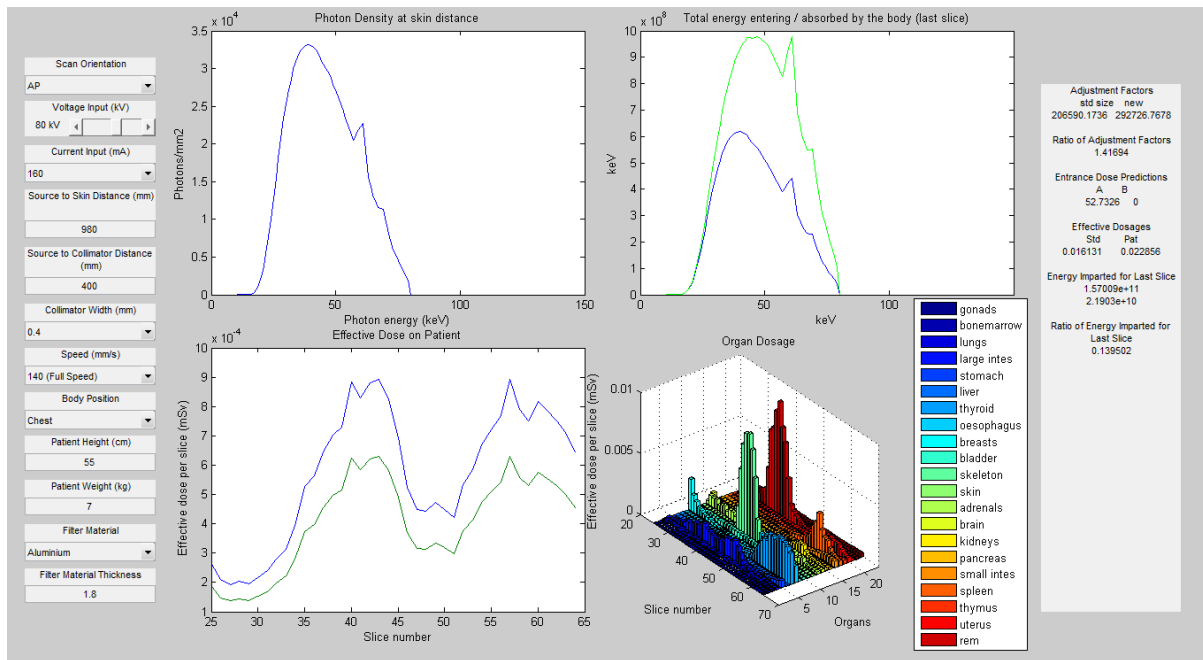 Scan Orientation
AP
Voltage Input (kV)
80 kV
Current Input (mA)
160
Source to Skin Distance (mm)
980
Source to Collimator Distance
(mm)
400
Collimator Width (mm)
0.4
Speed (mm/s)
140 (Full Speed)
Body Position
Chest
Patient Height (cm)
55
Patient Weight (kg)
7
Filter Material
Aluminium
Filter Material Thickness
1.8
Photon Density at skin distance
x 10^4
3.5
3
2.5
2
1.5
1
0.5
0
Photons/mm2
0 50 100 150
Photon energy (keV)
Total energy entering / absorbed by the body (last slice)
x 10^8
10
9
8
7
6
5
4
3
2
1
0
keV
0 50 100 150
keV
Effective Dose on Patient
x 10^-4
10
9
8
7
6
5
4
3
2
1
Effective dose per slice (mSv)
25 30 35 40 45 50 55 60 65
Slice number
Organ Dosage
0.01
0.005
0
Effective dose per slice (mSv)
20
30
40
50
60
70
Slice number
5
10
15
20
Organs
gonads
bonemarrow
lungs
large intes
stomach
liver
thyroid
oesophagus
breasts
bladder
skeleton
skin
adrenals
brain
kidneys
pancreas
small intes
spleen
thymus
uterus
rem
Adjustment Factors
std size new
206590.1736 292726.7678
Ratio of Adjustment Factors
1.41694
Entrance Dose Predictions
A B
52.7326 0
Effective Dosages
Std Pat
0.016131 0.022856
Energy Imparted for Last Slice
1.57009e+11
2.1903e+10
Ratio of Energy Imparted for
Last Slice
0.139502